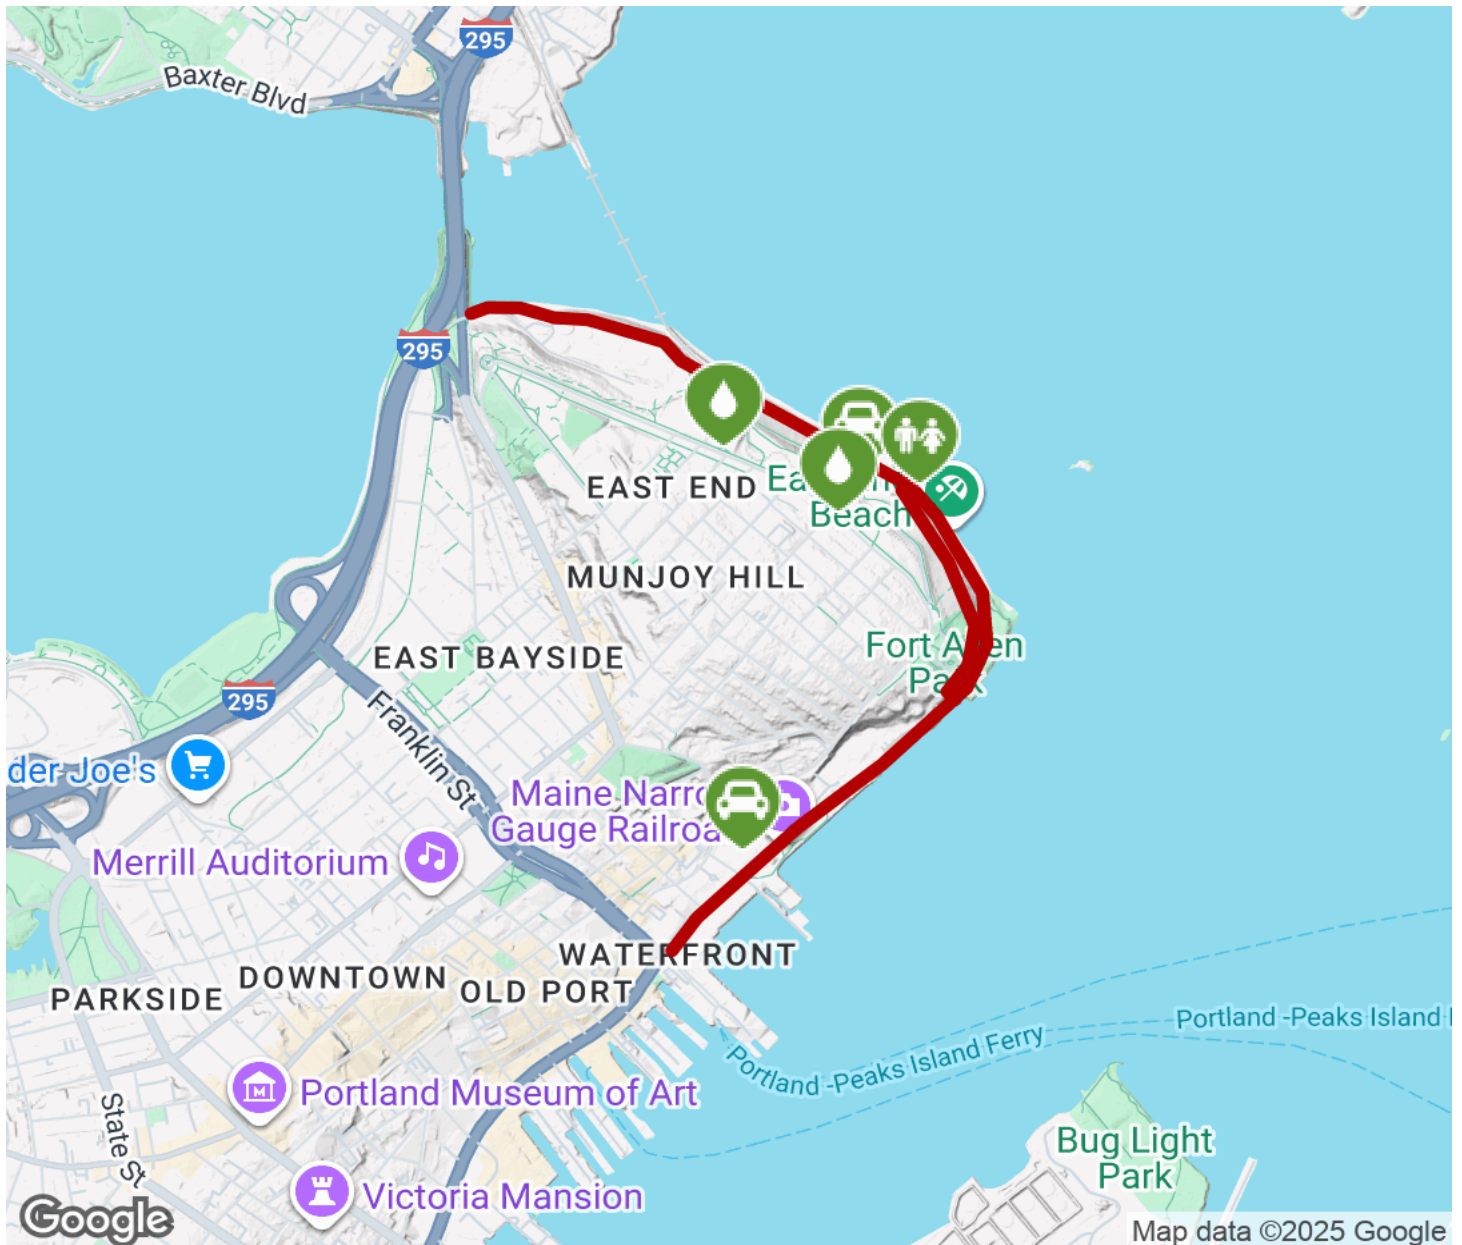 295
Baxter Blvd
295
EAST END
Beach
MUNJOY HILL
Fort
EAST BAYSIDE
295
Franklin St
der Joe's
Maine
Gauge
Merrill Auditorium
WATERFRONT
DOWNTOWN
OLD PORT
PARKSIDE
Portland -Peaks Island
Portland -Peaks Island Ferry
Portland Museum of Art
State St
Bug Light
Park
Victoria Mansion
Google
Map data ©2025 Google